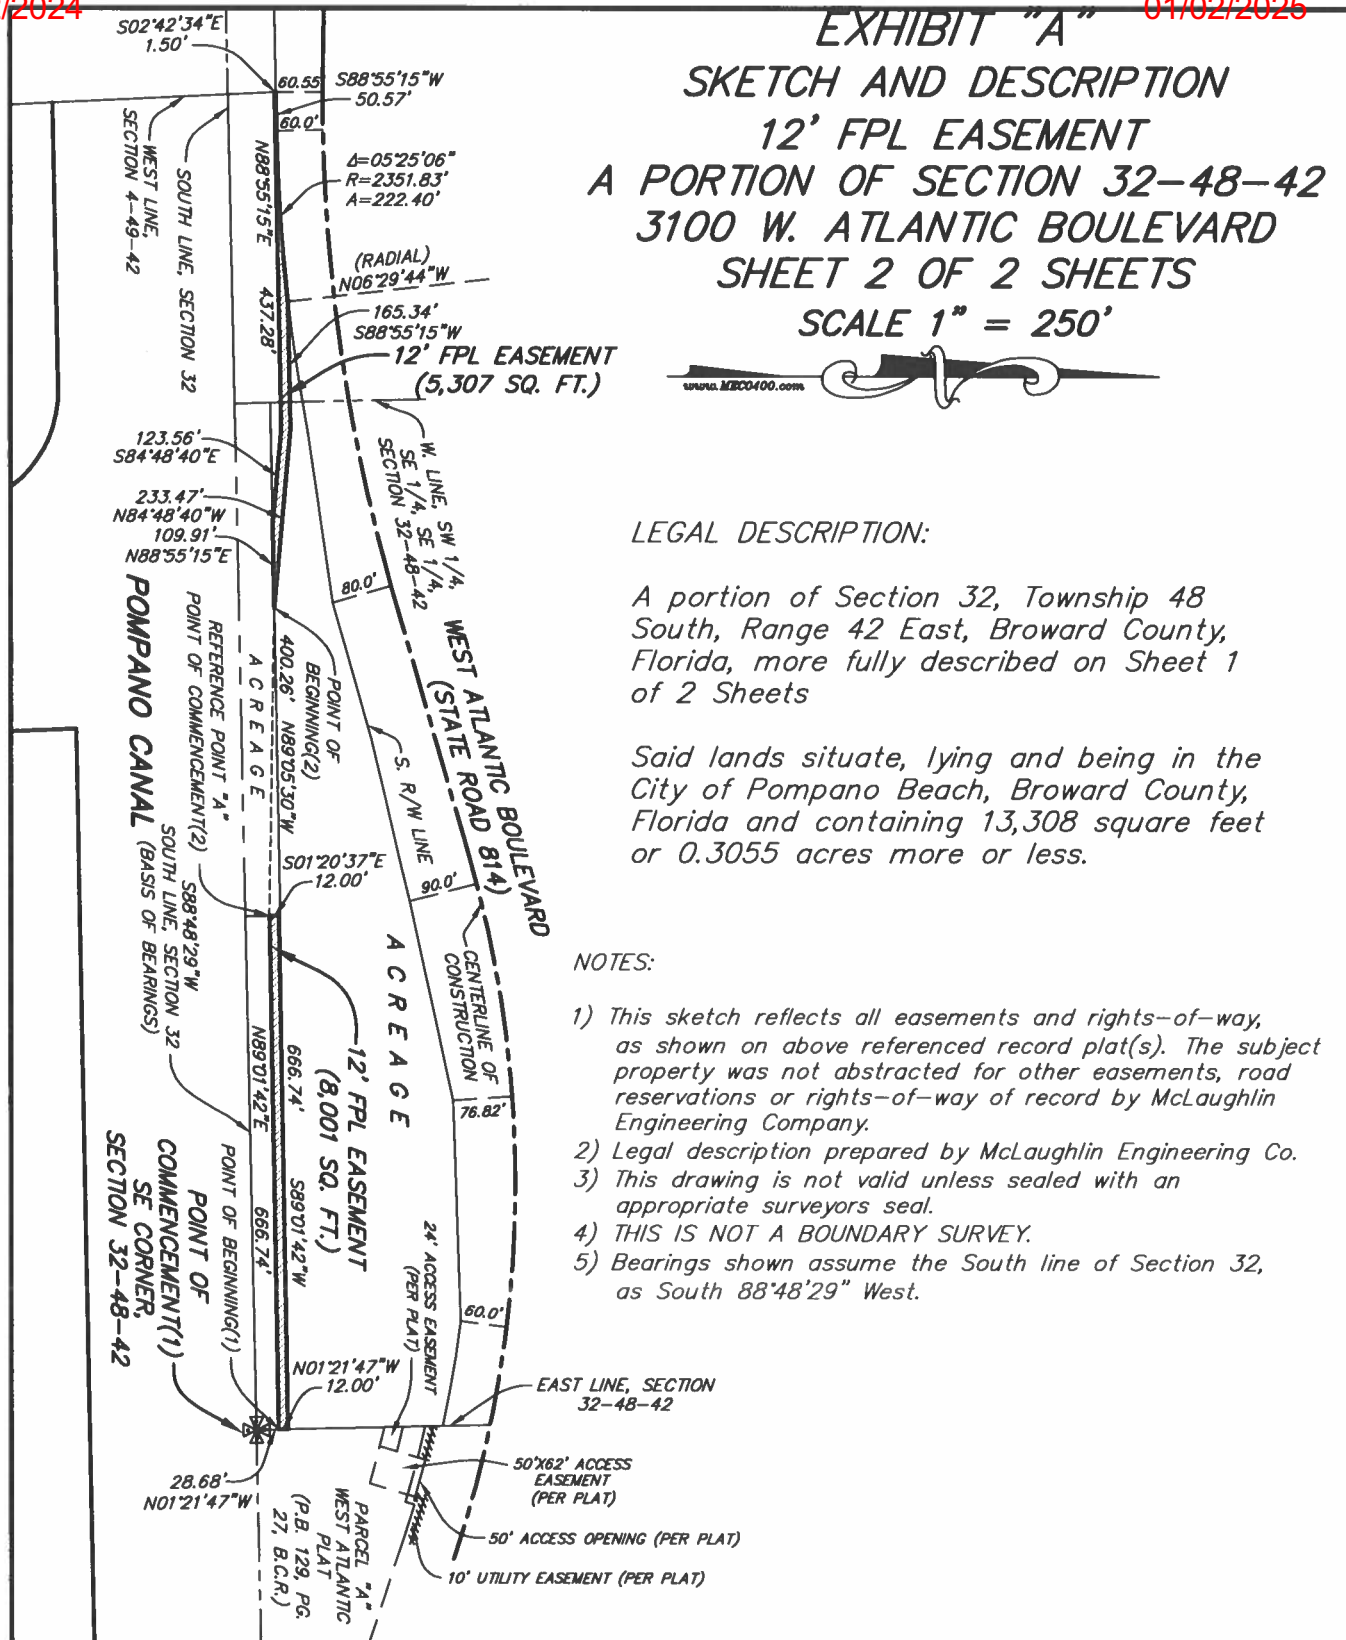 /2024
01/02/2025
EXHIBIT "A"
SKETCH AND DESCRIPTION
12' FPL EASEMENT
A PORTION OF SECTION 32-48-42
3100 W. ATLANTIC BOULEVARD
SHEET 2 OF 2 SHEETS
SCALE 1" = 250'
www.MECO400.com
S02°42'34"E
1.50'
60.55'
S88°55'15"W
50.57'
60.0'
Δ=05°25'06"
R=2351.83'
A=222.40'
WEST LINE,
SECTION 4-49-42
SOUTH LINE, SECTION 32
N88°55'15"E 437.28'
(RADIAL)
N06°29'44"W
165.34'
S88°55'15"W
12' FPL EASEMENT
(5,307 SQ. FT.)
123.56'
S84°48'40"E
233.47'
N84°48'40"W
109.91'
N88°55'15"E
W. LINE, SW 1/4,
SE 1/4, SE 1/4,
SECTION 32-48-42
80.0'
WEST ATLANTIC BOULEVARD
(STATE ROAD 814)
POMPANO CANAL
REFERENCE POINT "A"
POINT OF COMMENCEMENT(2)
ACREAGE
POINT OF
BEGINNING(2)
400.26' N89°05'30"W
S. R/W LINE
S01°20'37"E
12.00'
90.0'
S88°48'29"W
SOUTH LINE, SECTION 32
(BASIS OF BEARINGS)
ACREAGE
CENTERLINE OF
CONSTRUCTION
12' FPL EASEMENT
(8,001 SQ. FT.)
666.74' S89°01'42"W
N89°01'42"E 666.74'
76.82'
POINT OF BEGINNING(1)
POINT OF
COMMENCEMENT(1)
SE CORNER,
SECTION 32-48-42
24' ACCESS EASEMENT
(PER PLAT)
60.0'
N01°21'47"W
12.00'
EAST LINE, SECTION
32-48-42
28.68'
N01°21'47"W
50'X62' ACCESS
EASEMENT
(PER PLAT)
50' ACCESS OPENING (PER PLAT)
10' UTILITY EASEMENT (PER PLAT)
PARCEL "A"
WEST ATLANTIC
PLAT
(P.B. 129, PG.
27, B.C.R.)
LEGAL DESCRIPTION:
A portion of Section 32, Township 48
South, Range 42 East, Broward County,
Florida, more fully described on Sheet 1
of 2 Sheets
Said lands situate, lying and being in the
City of Pompano Beach, Broward County,
Florida and containing 13,308 square feet
or 0.3055 acres more or less.
NOTES:
1) This sketch reflects all easements and rights-of-way,
as shown on above referenced record plat(s). The subject
property was not abstracted for other easements, road
reservations or rights-of-way of record by McLaughlin
Engineering Company.
2) Legal description prepared by McLaughlin Engineering Co.
3) This drawing is not valid unless sealed with an
appropriate surveyors seal.
4) THIS IS NOT A BOUNDARY SURVEY.
5) Bearings shown assume the South line of Section 32,
as South 88°48'29" West.